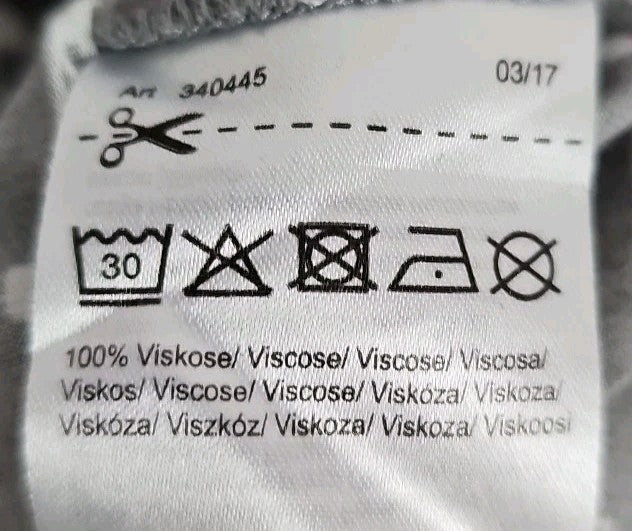 Art 340445 03/17
30
100% Viskose/ Viscose/ Viscose/ Viscosa/
Viskos/ Viscose/ Viscose/ Viskóza/ Viskoza/
Viskóza/ Viszkóz/ Viskoza/ Viskoza/ Viskoosi